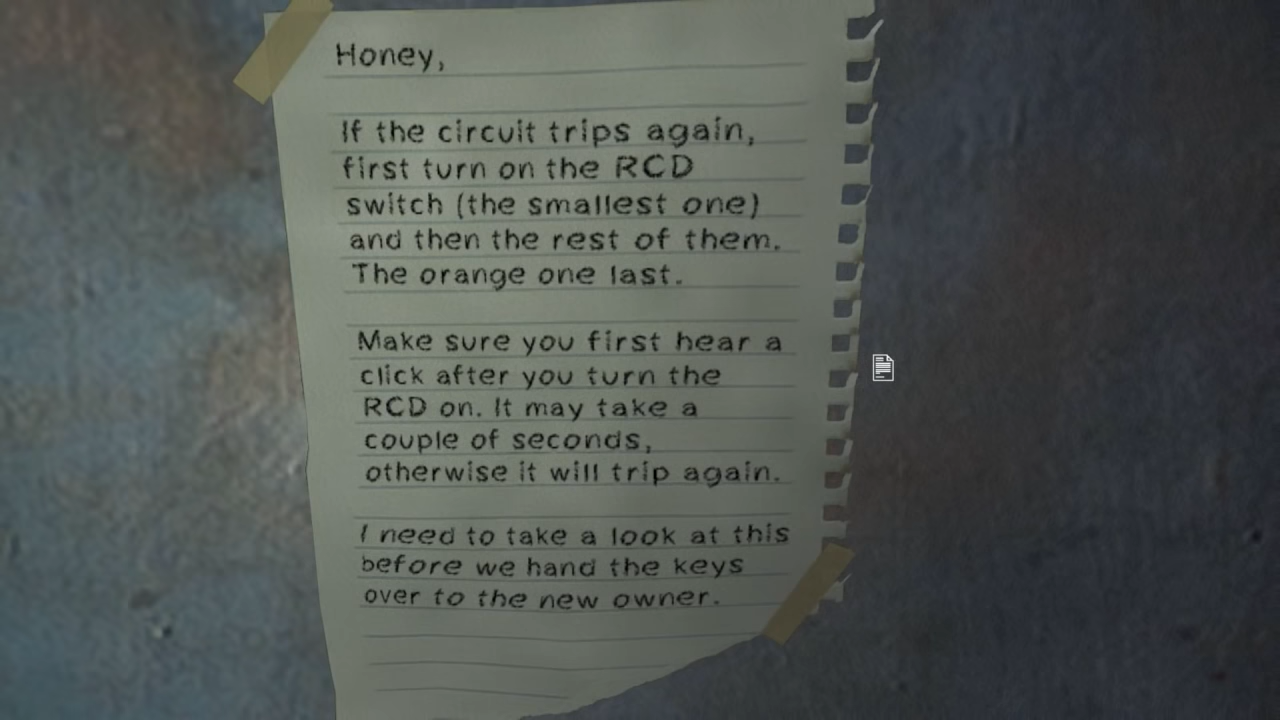 Honey,
If the circuit trips again,
first turn on the RCD
switch (the smallest one)
and then the rest of them.
The orange one last.
Make sure you first hear a
click after you turn the
RCD on. It may take a
couple of seconds,
otherwise it will trip again.
I need to take a look at this
before we hand the keys
over to the new owner.